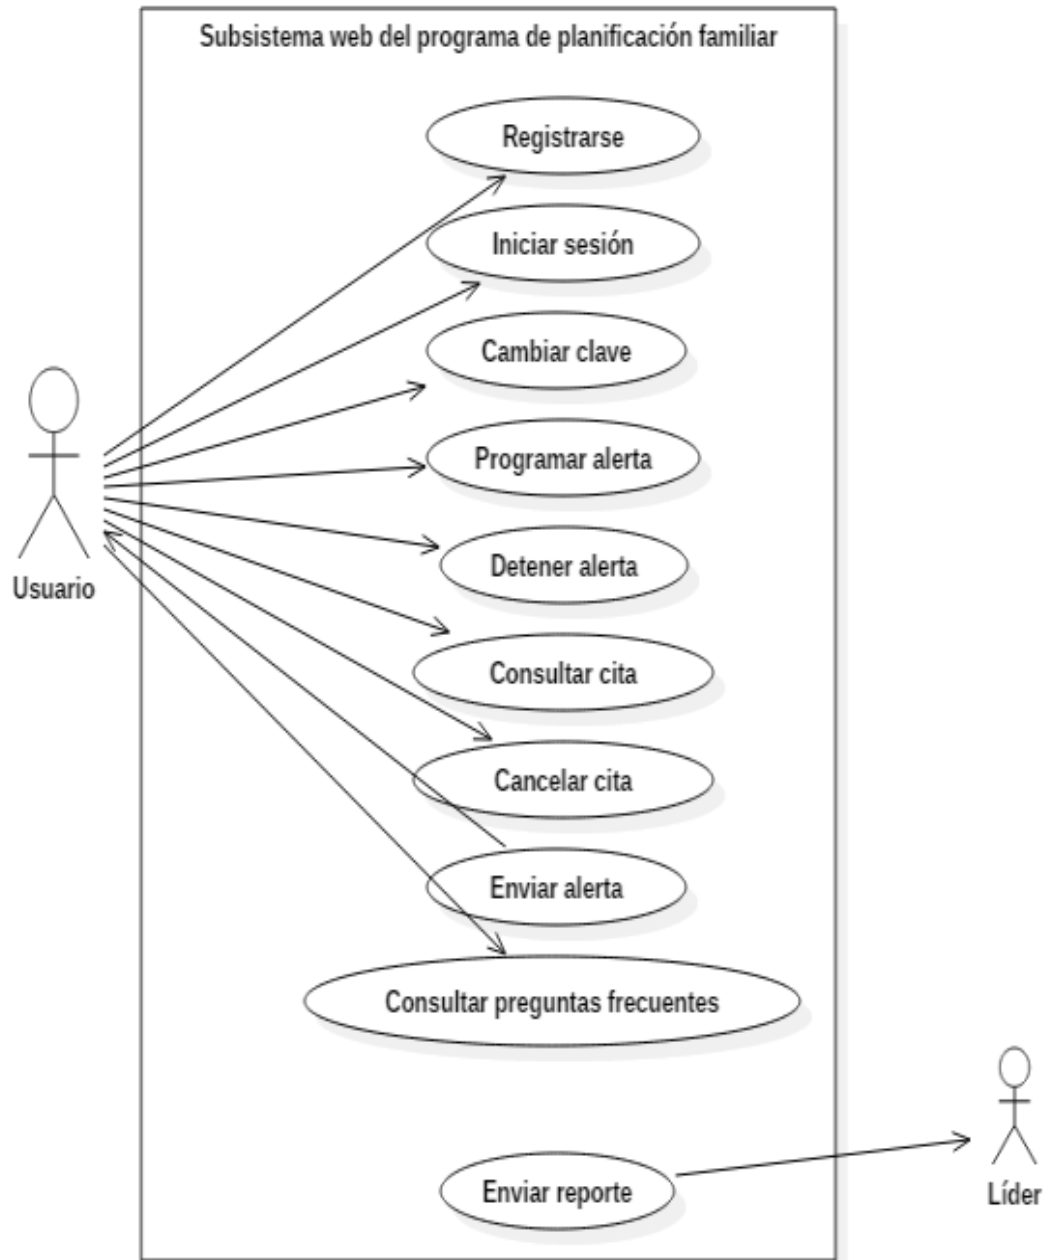 Subsistema web del programa de planificación familiar
Registrarse
Iniciar sesión
Cambiar clave
Programar alerta
Detener alerta
Usuario
Consultar cita
Cancelar cita
Enviar alerta
Consultar preguntas frecuentes
Enviar reporte
Líder